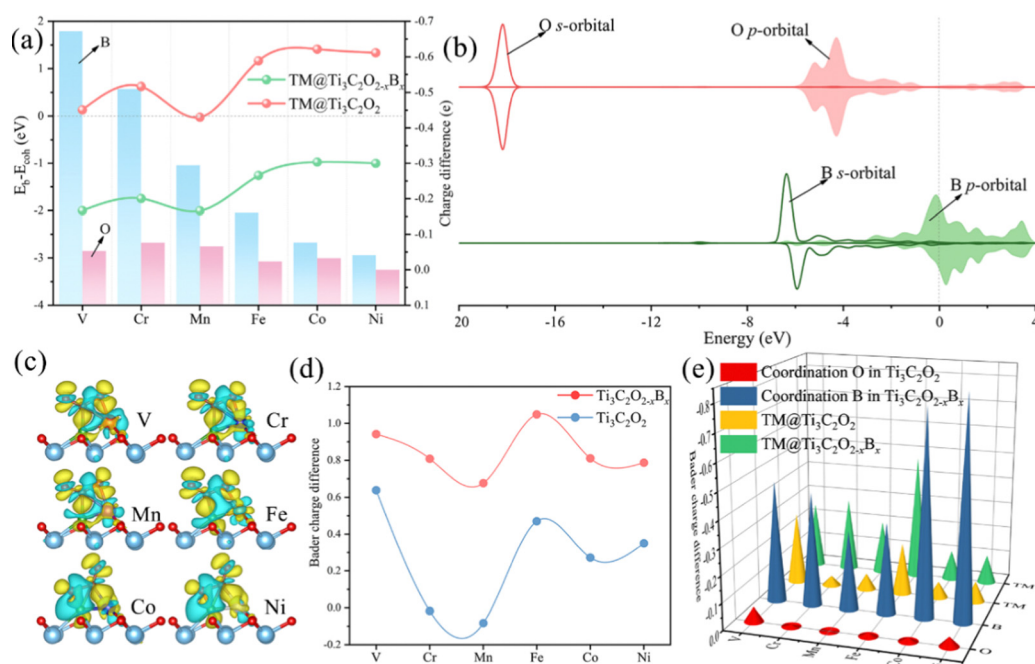 (a)
B
O
TM@Ti₃C₂O₂₋ₓBₓ
TM@Ti₃C₂O₂
E_b-E_coh (eV)
2
1
0
-1
-2
-3
-4
-0.7
-0.6
-0.5
-0.4
-0.3
-0.2
-0.1
0.0
0.1
Charge difference (e)
V Cr Mn Fe Co Ni
(b)
O s-orbital
O p-orbital
B s-orbital
B p-orbital
20 -16 -12 -8 -4 0 4
Energy (eV)
(c)
V
Cr
Mn
Fe
Co
Ni
(d)
Ti₃C₂O₂₋ₓBₓ
Ti₃C₂O₂
Bader charge difference
1.2
1.0
0.8
0.6
0.4
0.2
0.0
-0.2
V Cr Mn Fe Co Ni
(e)
Coordination O in Ti₃C₂O₂
Coordination B in Ti₃C₂O₂₋ₓBₓ
TM@Ti₃C₂O₂
TM@Ti₃C₂O₂₋ₓBₓ
Bader charge difference
-0.8
-0.7
-0.6
-0.5
-0.4
-0.3
-0.2
-0.1
0.0
V Cr Mn Fe
TM
TM
B
O